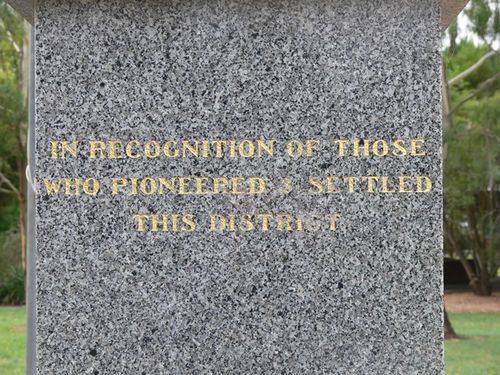 IN RECOGNITION OF THOSE
WHO PIONEERED & SETTLED
THIS DISTRICT